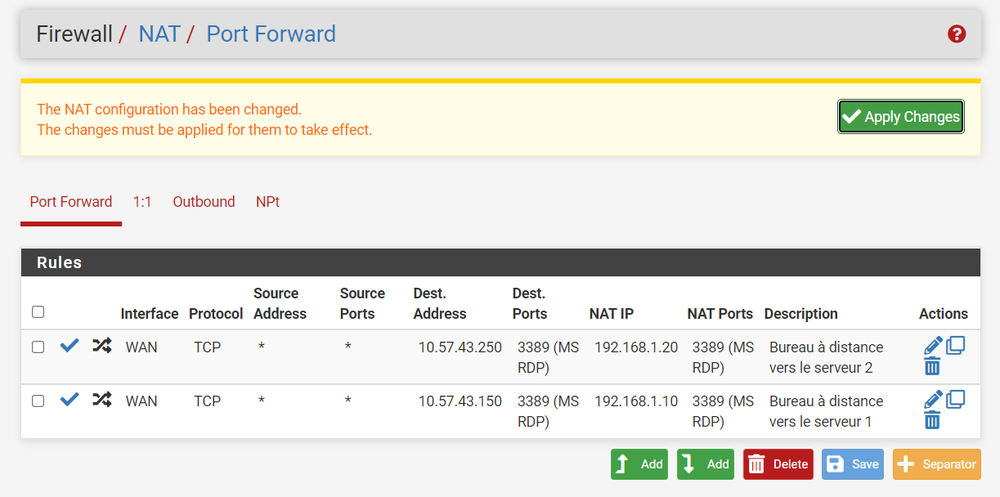 Firewall / NAT / Port Forward
The NAT configuration has been changed.
The changes must be applied for them to take effect.
Apply Changes
Port Forward 1:1 Outbound NPt
Rules
Interface Protocol Source Address Source Ports Dest. Address Dest. Ports NAT IP NAT Ports Description Actions
WAN TCP * * 10.57.43.250 3389 (MS RDP) 192.168.1.20 3389 (MS RDP) Bureau à distance vers le serveur 2
WAN TCP * * 10.57.43.150 3389 (MS RDP) 192.168.1.10 3389 (MS RDP) Bureau à distance vers le serveur 1
Add Add Delete Save Separator